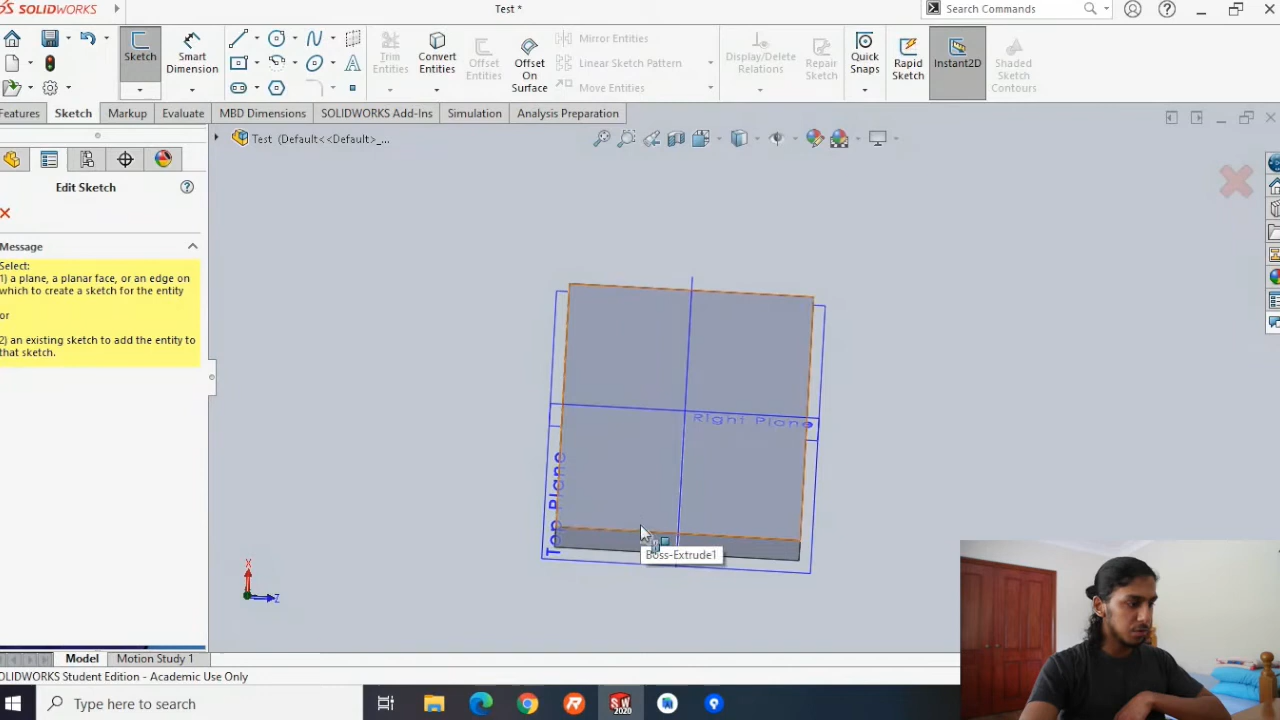 SOLIDWORKS
Test *
Search Commands
Sketch
Smart Dimension
Trim Entities
Convert Entities
Offset Entities
Offset On Surface
Mirror Entities
Linear Sketch Pattern
Move Entities
Display/Delete Relations
Repair Sketch
Quick Snaps
Rapid Sketch
Instant2D
Shaded Sketch Contours
Features
Sketch
Markup
Evaluate
MBD Dimensions
SOLIDWORKS Add-Ins
Simulation
Analysis Preparation
Test (Default<<Default>_...
Edit Sketch
Message
Select:
1) a plane, a planar face, or an edge on
which to create a sketch for the entity
or
2) an existing sketch to add the entity to
that sketch.
Right Plane
Top Plane
Boss-Extrude1
X
Z
Model
Motion Study 1
OLIDWORKS Student Edition - Academic Use Only
Type here to search
SW
2020